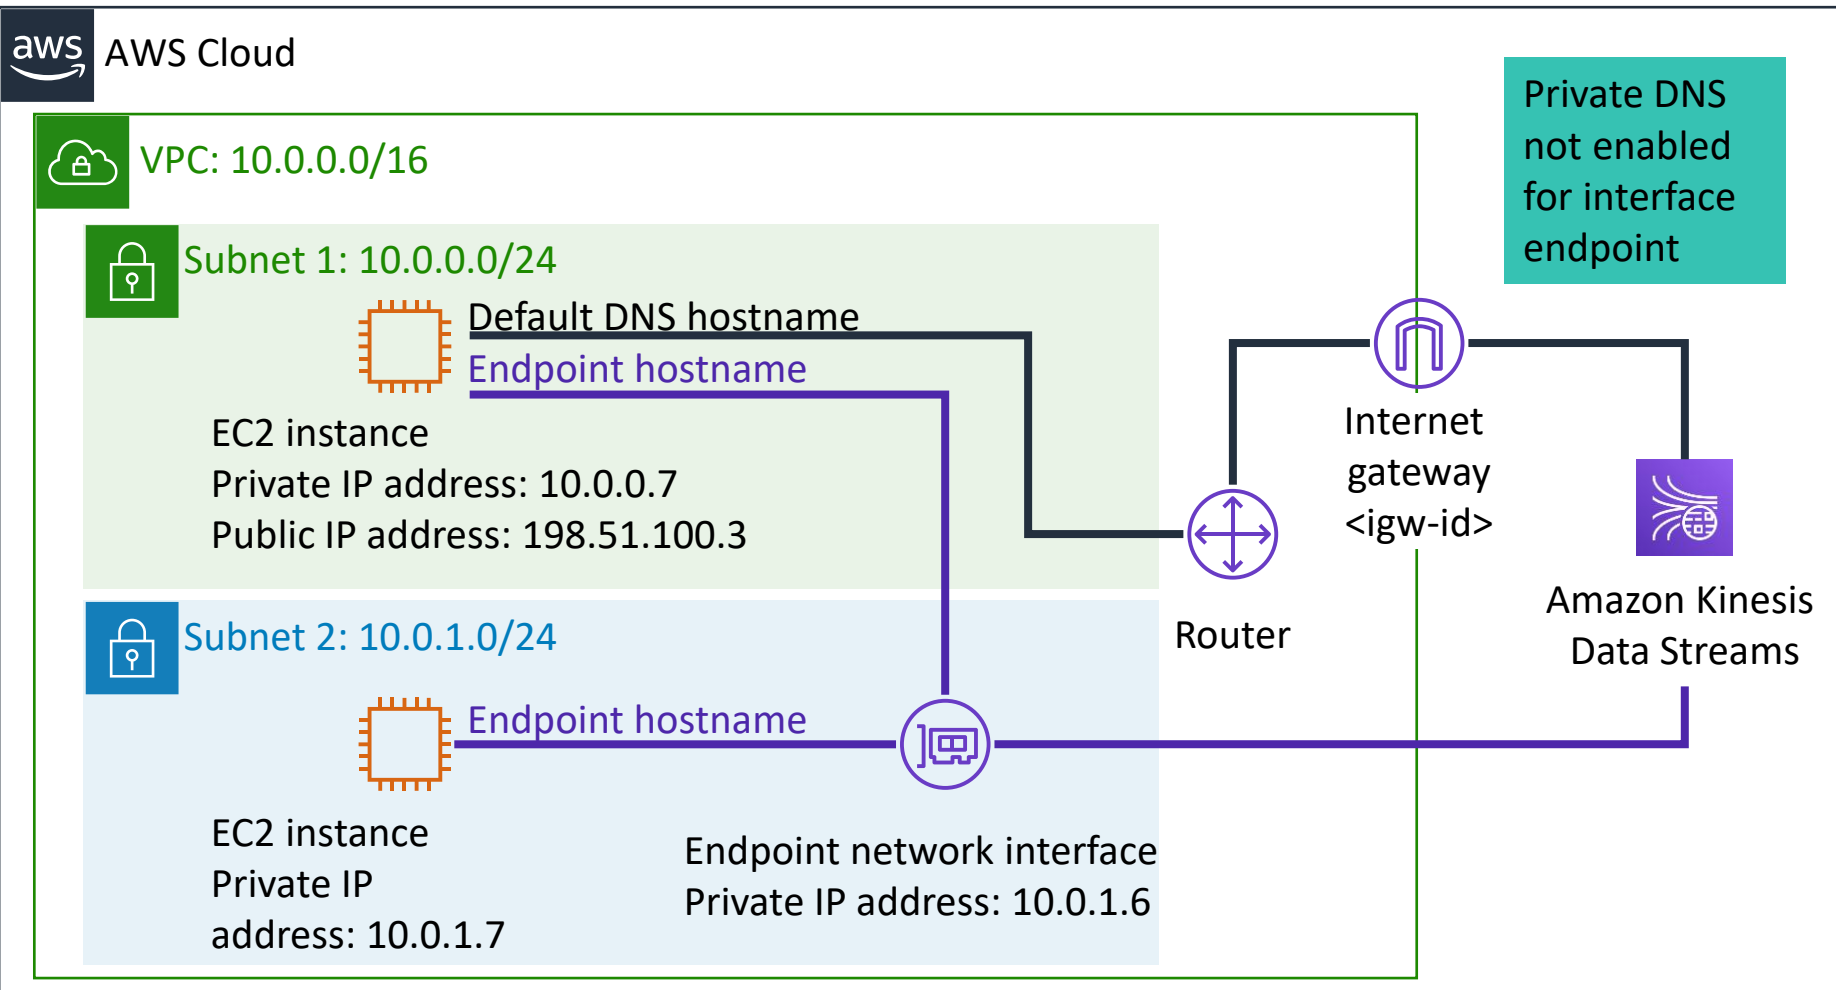 aws
AWS Cloud
Private DNS
not enabled
for interface
endpoint
VPC: 10.0.0.0/16
Subnet 1: 10.0.0.0/24
Default DNS hostname
Endpoint hostname
EC2 instance
Private IP address: 10.0.0.7
Public IP address: 198.51.100.3
Internet
gateway
<igw-id>
Router
Amazon Kinesis
Data Streams
Subnet 2: 10.0.1.0/24
Endpoint hostname
EC2 instance
Private IP
address: 10.0.1.7
Endpoint network interface
Private IP address: 10.0.1.6